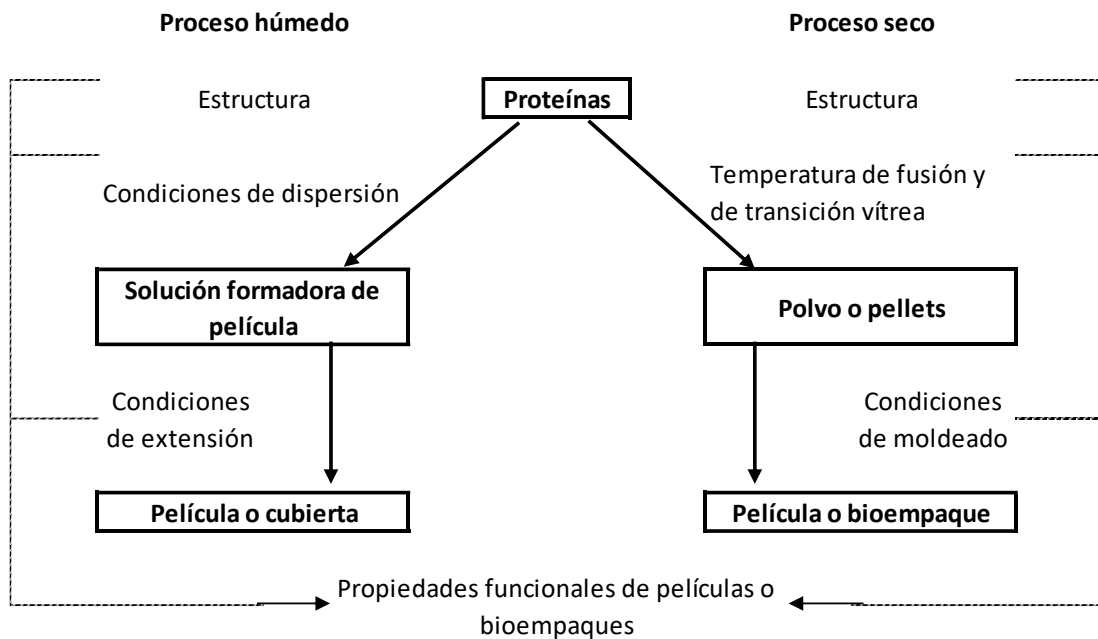 Proceso húmedo
Proceso seco
Estructura
Proteínas
Estructura
Condiciones de dispersión
Temperatura de fusión y
de transición vítrea
Solución formadora de
película
Polvo o pellets
Condiciones
de extensión
Condiciones
de moldeado
Película o cubierta
Película o bioempaque
Propiedades funcionales de películas o
bioempaques